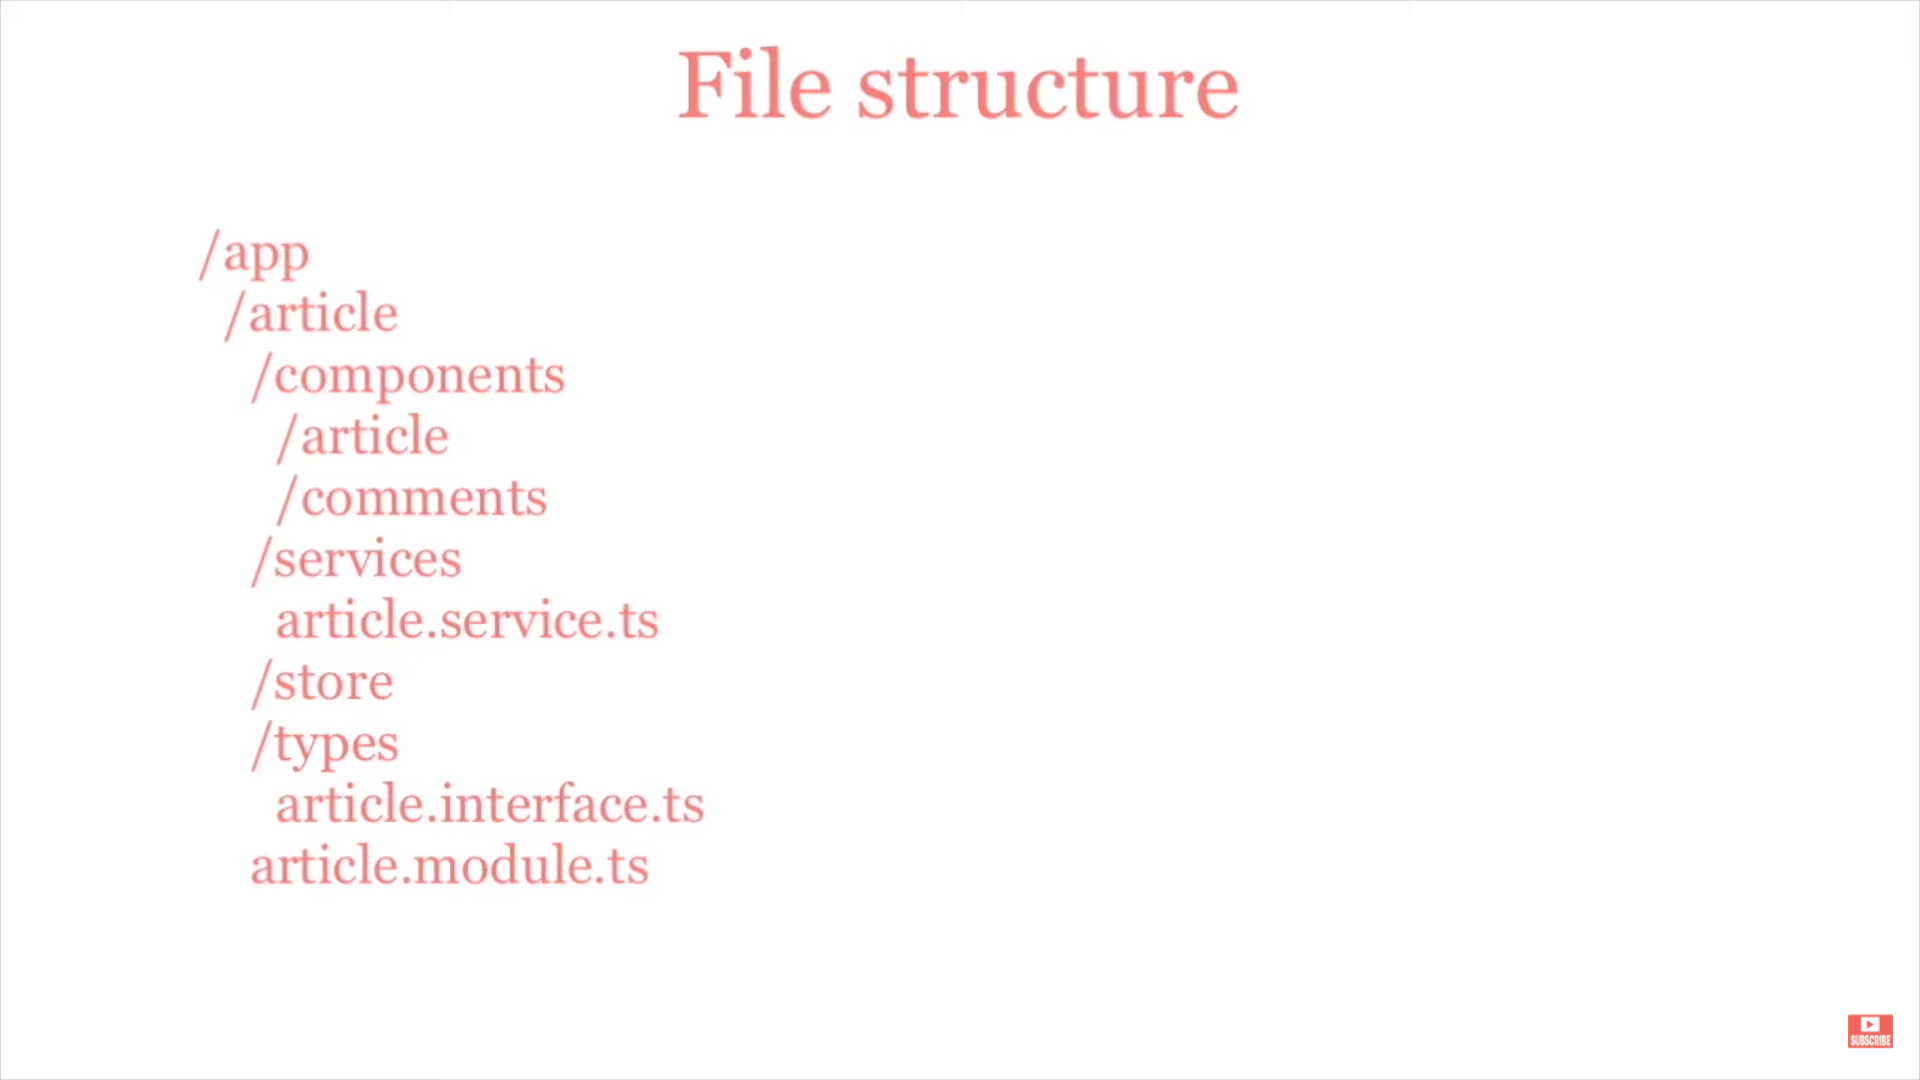 File structure
/app
/article
/components
/article
/comments
/services
article.service.ts
/store
/types
article.interface.ts
article.module.ts
SUBSCRIBE